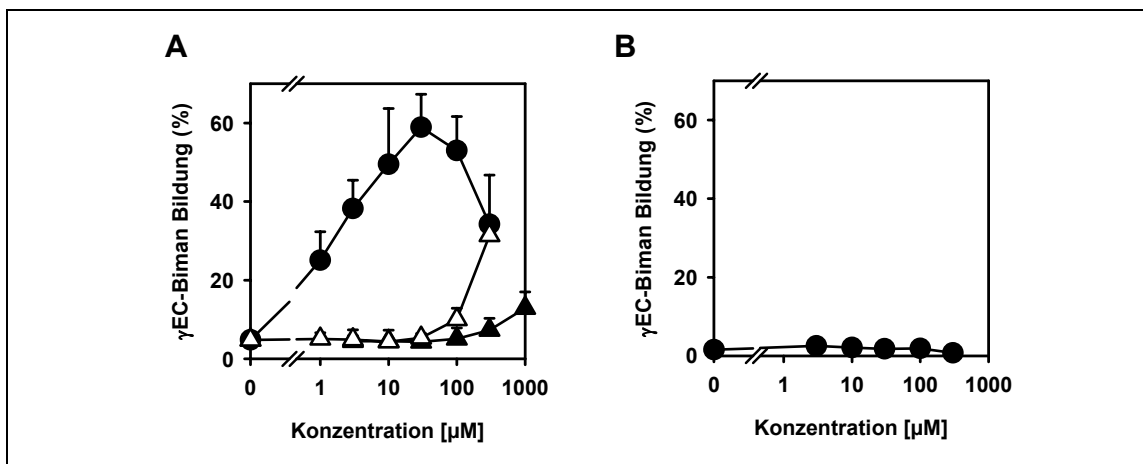 A
γEC-Biman Bildung (%)
60
40
20
0
0 1 10 100 1000
Konzentration [µM]
B
γEC-Biman Bildung (%)
60
40
20
0
0 1 10 100 1000
Konzentration [µM]